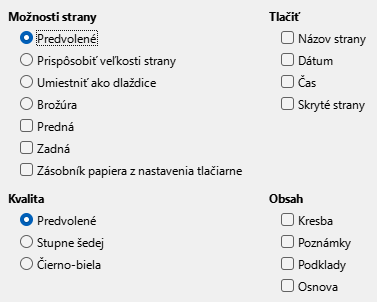 Možnosti strany
Predvolené
Prispôsobiť veľkosti strany
Umiestniť ako dlaždice
Brožúra
Predná
Zadná
Zásobník papiera z nastavenia tlačiarne
Tlačiť
Názov strany
Dátum
Čas
Skryté strany
Kvalita
Predvolené
Stupne šedej
Čierno-biela
Obsah
Kresba
Poznámky
Podklady
Osnova